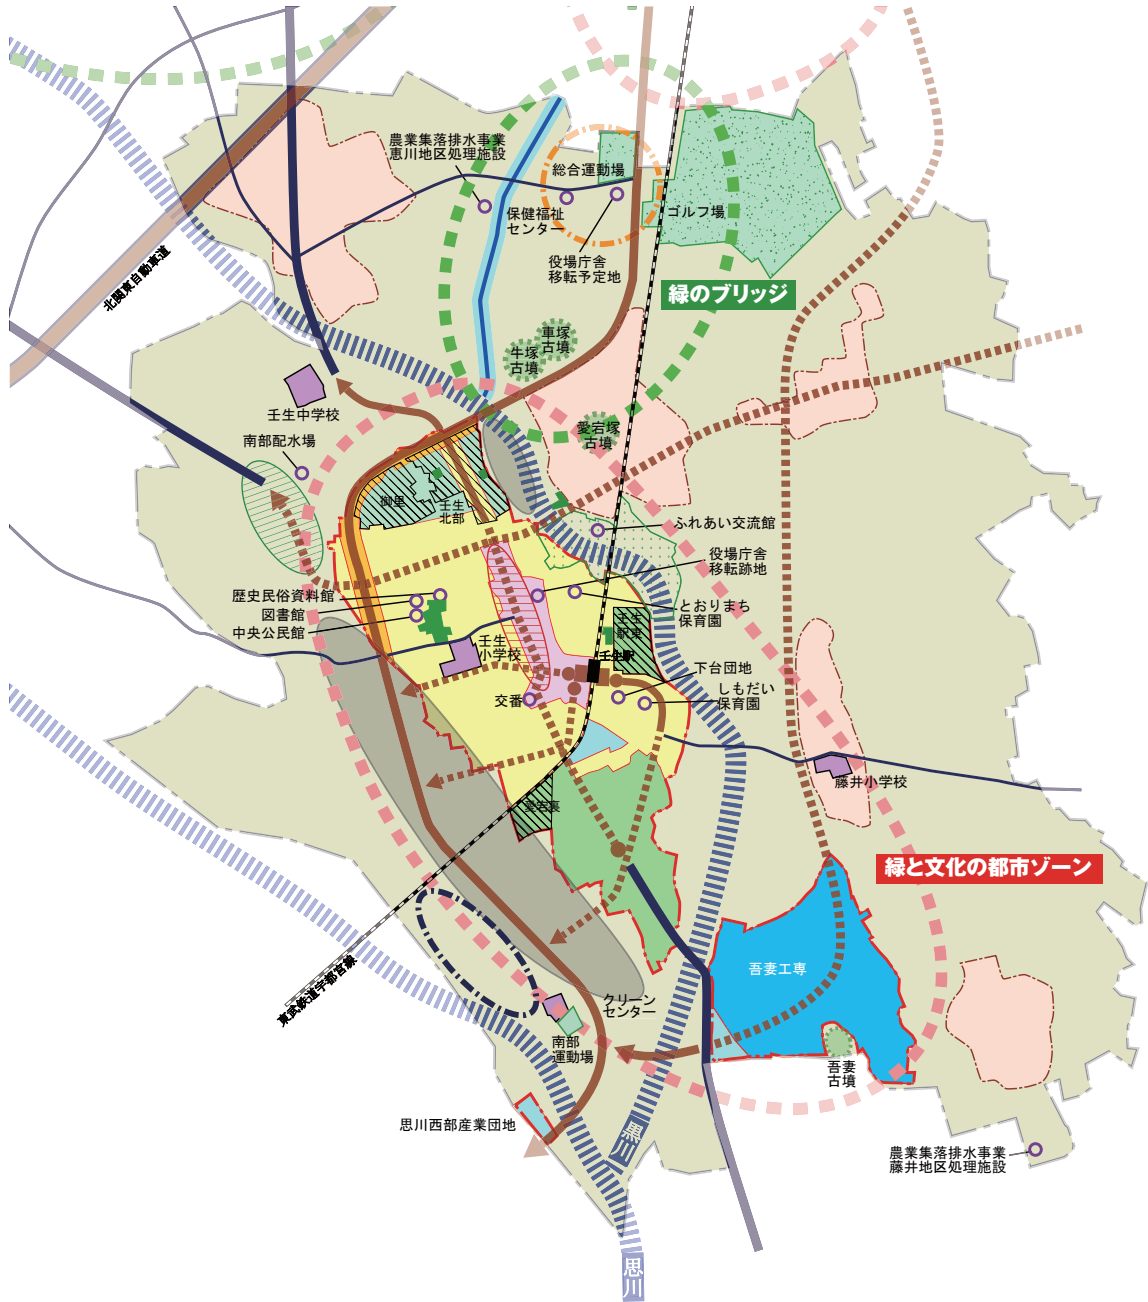 農業集落排水事業
恵川地区処理施設
総合運動場
保健福祉
センター
ゴルフ場
役場庁舎
移転予定地
北関東自動車道
緑のブリッジ
車塚
古墳
牛塚
古墳
壬生中学校
愛宕塚
古墳
南部配水場
御里
壬生
北部
ふれあい交流館
役場庁舎
移転跡地
歴史民俗資料館
図書館
中央公民館
とおりまち
保育園
壬生
駅東
壬生
小学校
壬生駅
下台団地
しもだい
保育園
交番
藤井小学校
愛宕裏
緑と文化の都市ゾーン
吾妻工専
東武鉄道宇都宮線
クリーン
センター
南部
運動場
吾妻
古墳
思川西部産業団地
黒川
農業集落排水事業
藤井地区処理施設
思川